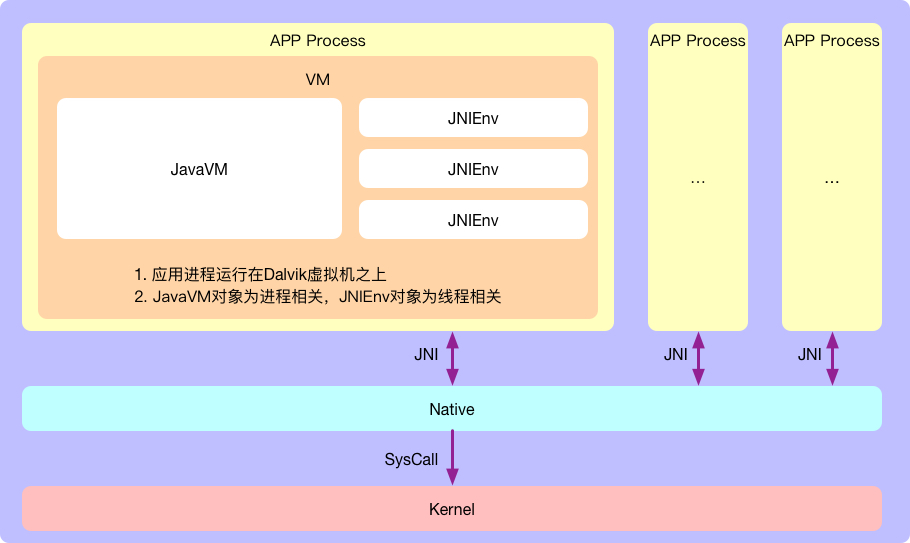 APP Process
APP Process
APP Process
VM
JavaVM
JNIEnv
JNIEnv
JNIEnv
...
...
1. 应用进程运行在Dalvik虚拟机之上
2. JavaVM对象为进程相关，JNIEnv对象为线程相关
JNI
JNI
JNI
Native
SysCall
Kernel